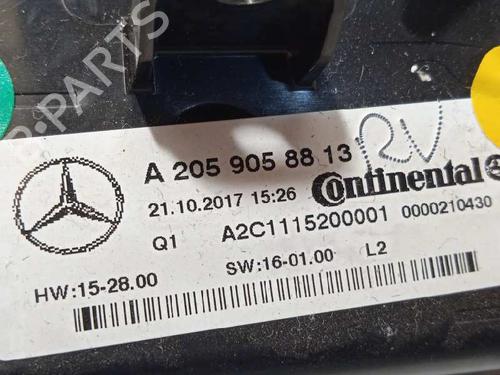 A 205 905 88 13
RV
21.10.2017 15:26
Continental
Q1
A2C1115200001 0000210430
HW:15-28.00
SW:16-01.00
L2